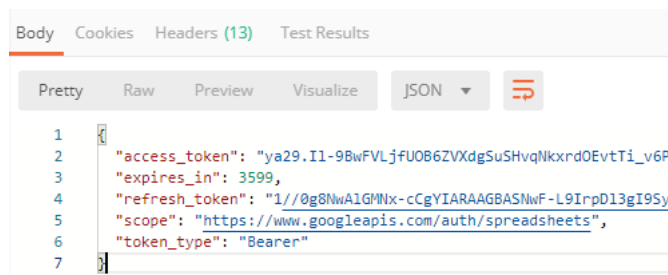 Body Cookies Headers (13) Test Results
Pretty Raw Preview Visualize JSON
1 {
2 "access_token": "ya29.Il-9BwFVLjfUOB6ZVXdgSuSHvqNkxrdOEvtTi_v6P
3 "expires_in": 3599,
4 "refresh_token": "1//0g8NwAlGMNx-cCgYIARAAGBASNwF-L9IrpDl3gI9Sy
5 "scope": "https://www.googleapis.com/auth/spreadsheets",
6 "token_type": "Bearer"
7 }